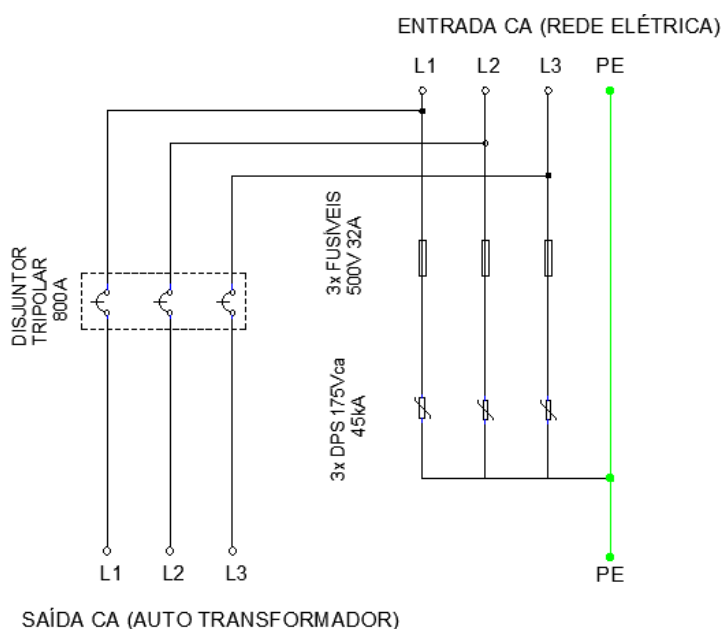 ENTRADA CA (REDE ELÉTRICA)
L1 L2 L3 PE
3x FUSÍVEIS
500V 32A
DISJUNTOR
TRIPOLAR
800A
3x DPS 175Vca
45kA
L1 L2 L3
PE
SAÍDA CA (AUTO TRANSFORMADOR)